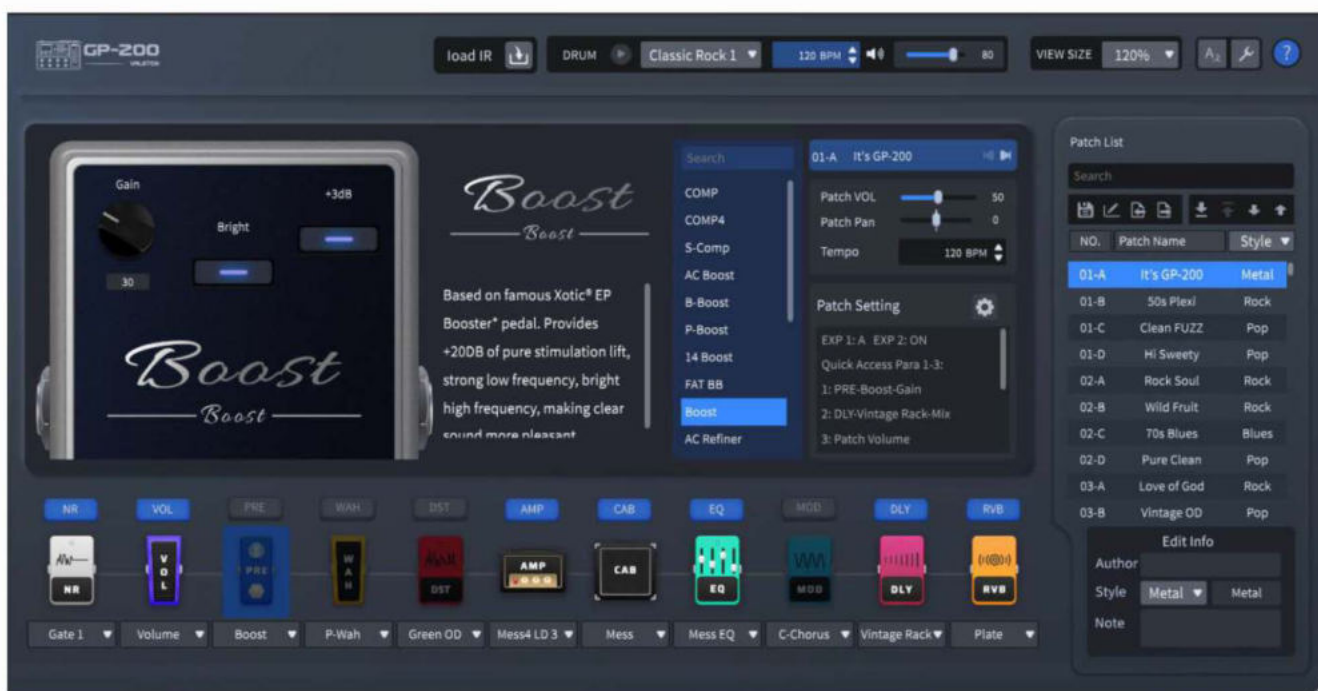 GP-200
VALETON
load IR
DRUM
Classic Rock 1
120 BPM
80
VIEW SIZE
120%
?
Gain
Bright
+3dB
30
Boost
Boost
Boost
Boost
Based on famous Xotic® EP
Booster* pedal. Provides
+20DB of pure stimulation lift,
strong low frequency, bright
high frequency, making clear
sound more pleasant
Search
COMP
COMP4
S-Comp
AC Boost
B-Boost
P-Boost
14 Boost
FAT BB
Boost
AC Refiner
01-A It's GP-200
Patch VOL 50
Patch Pan 0
Tempo 120 BPM
Patch Setting
EXP 1: A EXP 2: ON
Quick Access Para 1-3:
1: PRE-Boost-Gain
2: DLY-Vintage Rack-Mix
3: Patch Volume
Patch List
Search
NO. Patch Name Style
01-A It's GP-200 Metal
01-B 50s Plexi Rock
01-C Clean FUZZ Pop
01-D Hi Sweety Pop
02-A Rock Soul Rock
02-B Wild Fruit Rock
02-C 70s Blues Blues
02-D Pure Clean Pop
03-A Love of God Rock
03-B Vintage OD Pop
Edit Info
Author
Style Metal Metal
Note
NR VOL PRE WAH DST AMP CAB EQ MOD DLY RVB
NR VOL PRE WAH DST AMP CAB EQ MOD DLY RVB
Gate 1 Volume Boost P-Wah Green OD Mess4 LD 3 Mess Mess EQ C-Chorus Vintage Rack Plate